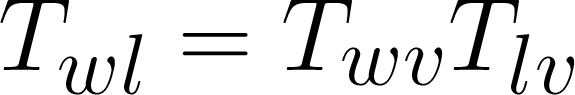 T_{wl} = T_{wv} T_{lv}